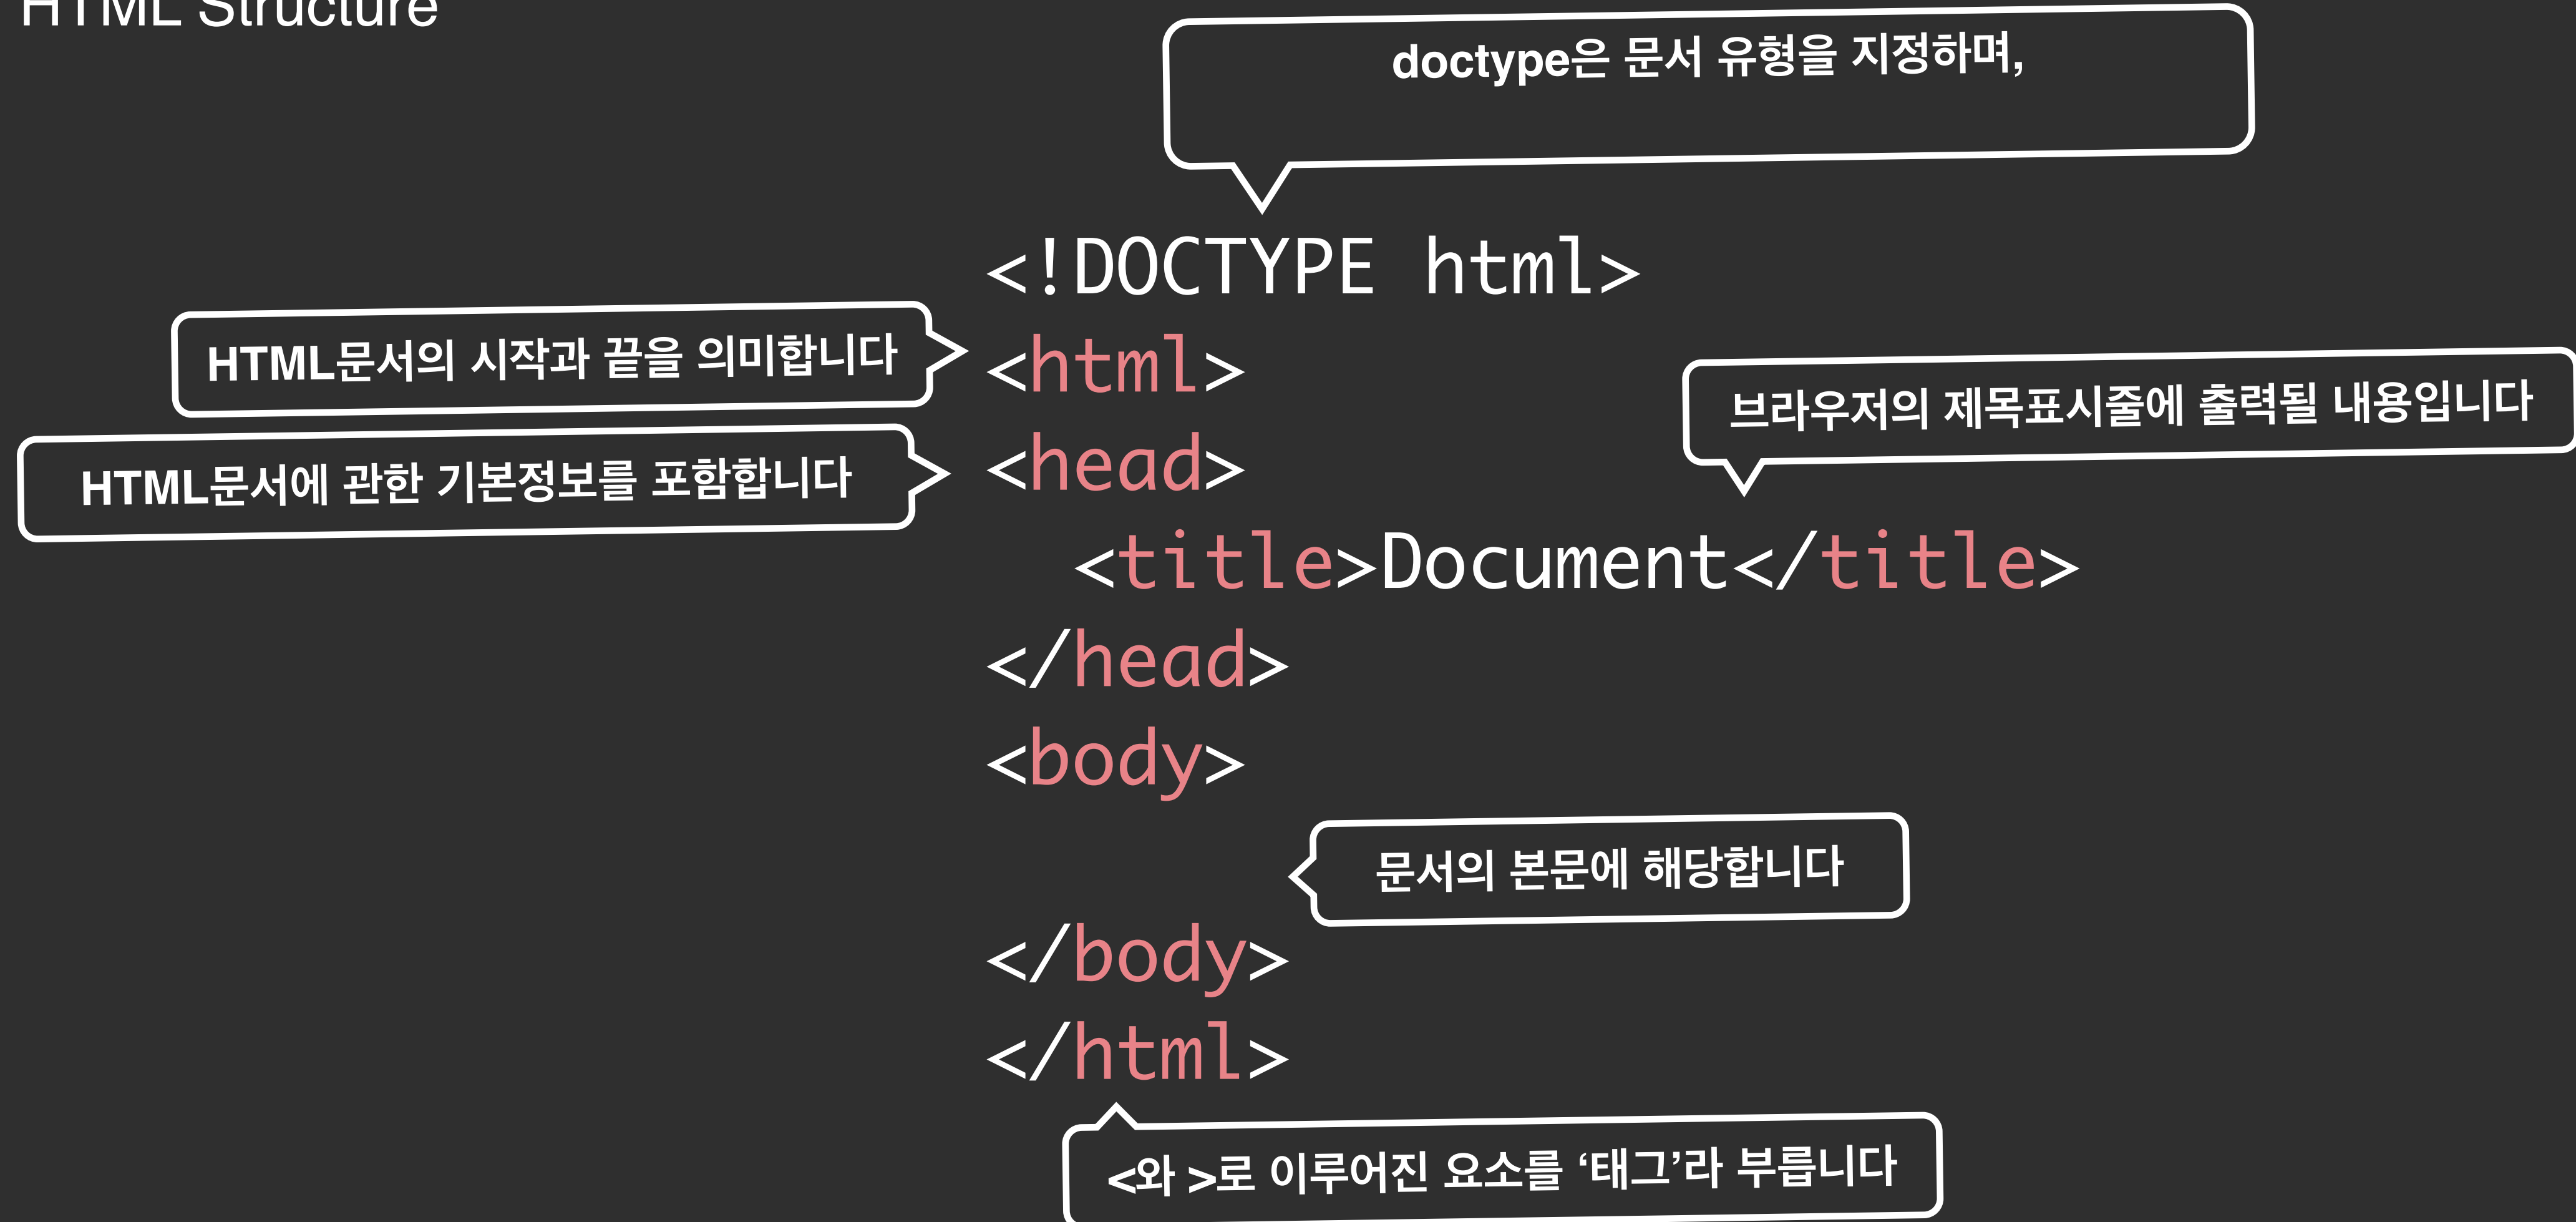 HTML Structure
doctype은 문서 유형을 지정하며,
<!DOCTYPE html>
HTML문서의 시작과 끝을 의미합니다
<html>
브라우저의 제목표시줄에 출력될 내용입니다
HTML문서에 관한 기본정보를 포함합니다
<head>
<title>Document</title>
</head>
<body>
문서의 본문에 해당합니다
</body>
</html>
<와 >로 이루어진 요소를 ‘태그’라 부릅니다